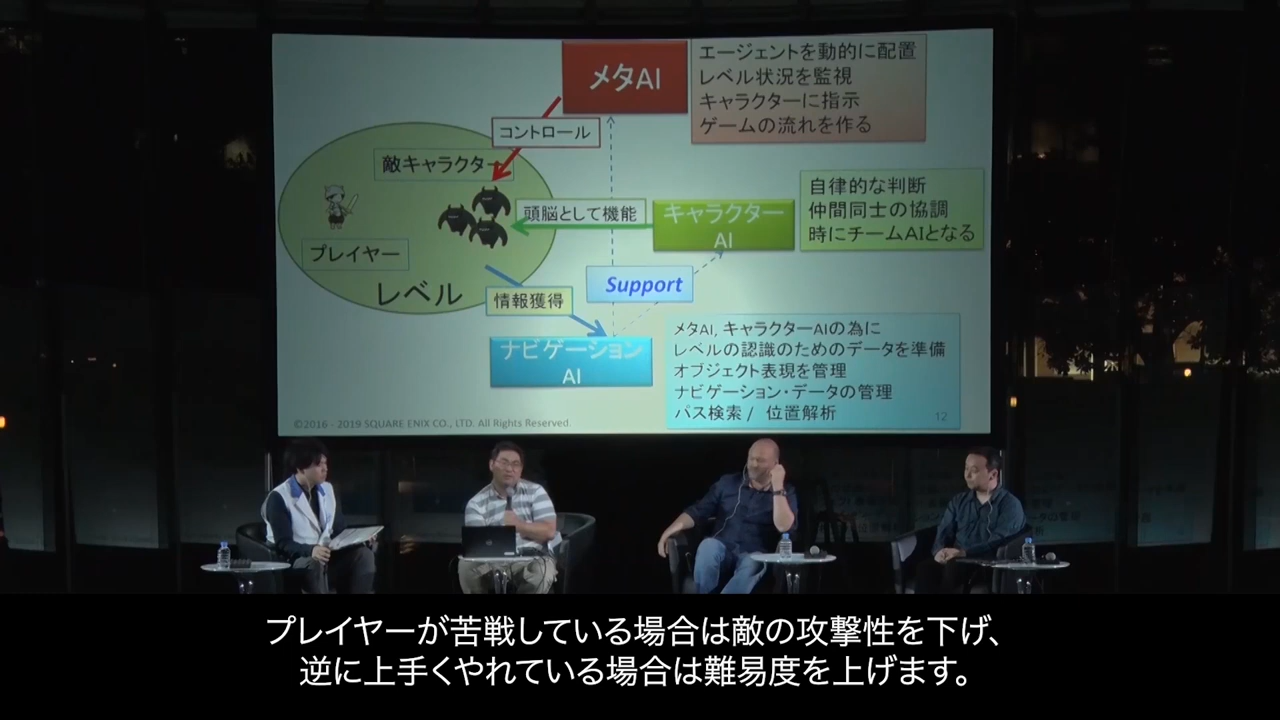 メタAI
エージェントを動的に配置
レベル状況を監視
キャラクターに指示
ゲームの流れを作る
コントロール
敵キャラクター
プレイヤー
レベル
頭脳として機能
キャラクター
AI
自律的な判断
仲間同士の協調
時にチームAIとなる
Support
情報獲得
ナビゲーション
AI
メタAI, キャラクターAIの為に
レベルの認識のためのデータを準備
オブジェクト表現を管理
ナビゲーション・データの管理
パス検索 / 位置解析
©2016 - 2019 SQUARE ENIX CO., LTD. All Rights Reserved.
12
プレイヤーが苦戦している場合は敵の攻撃性を下げ、
逆に上手くやれている場合は難易度を上げます。